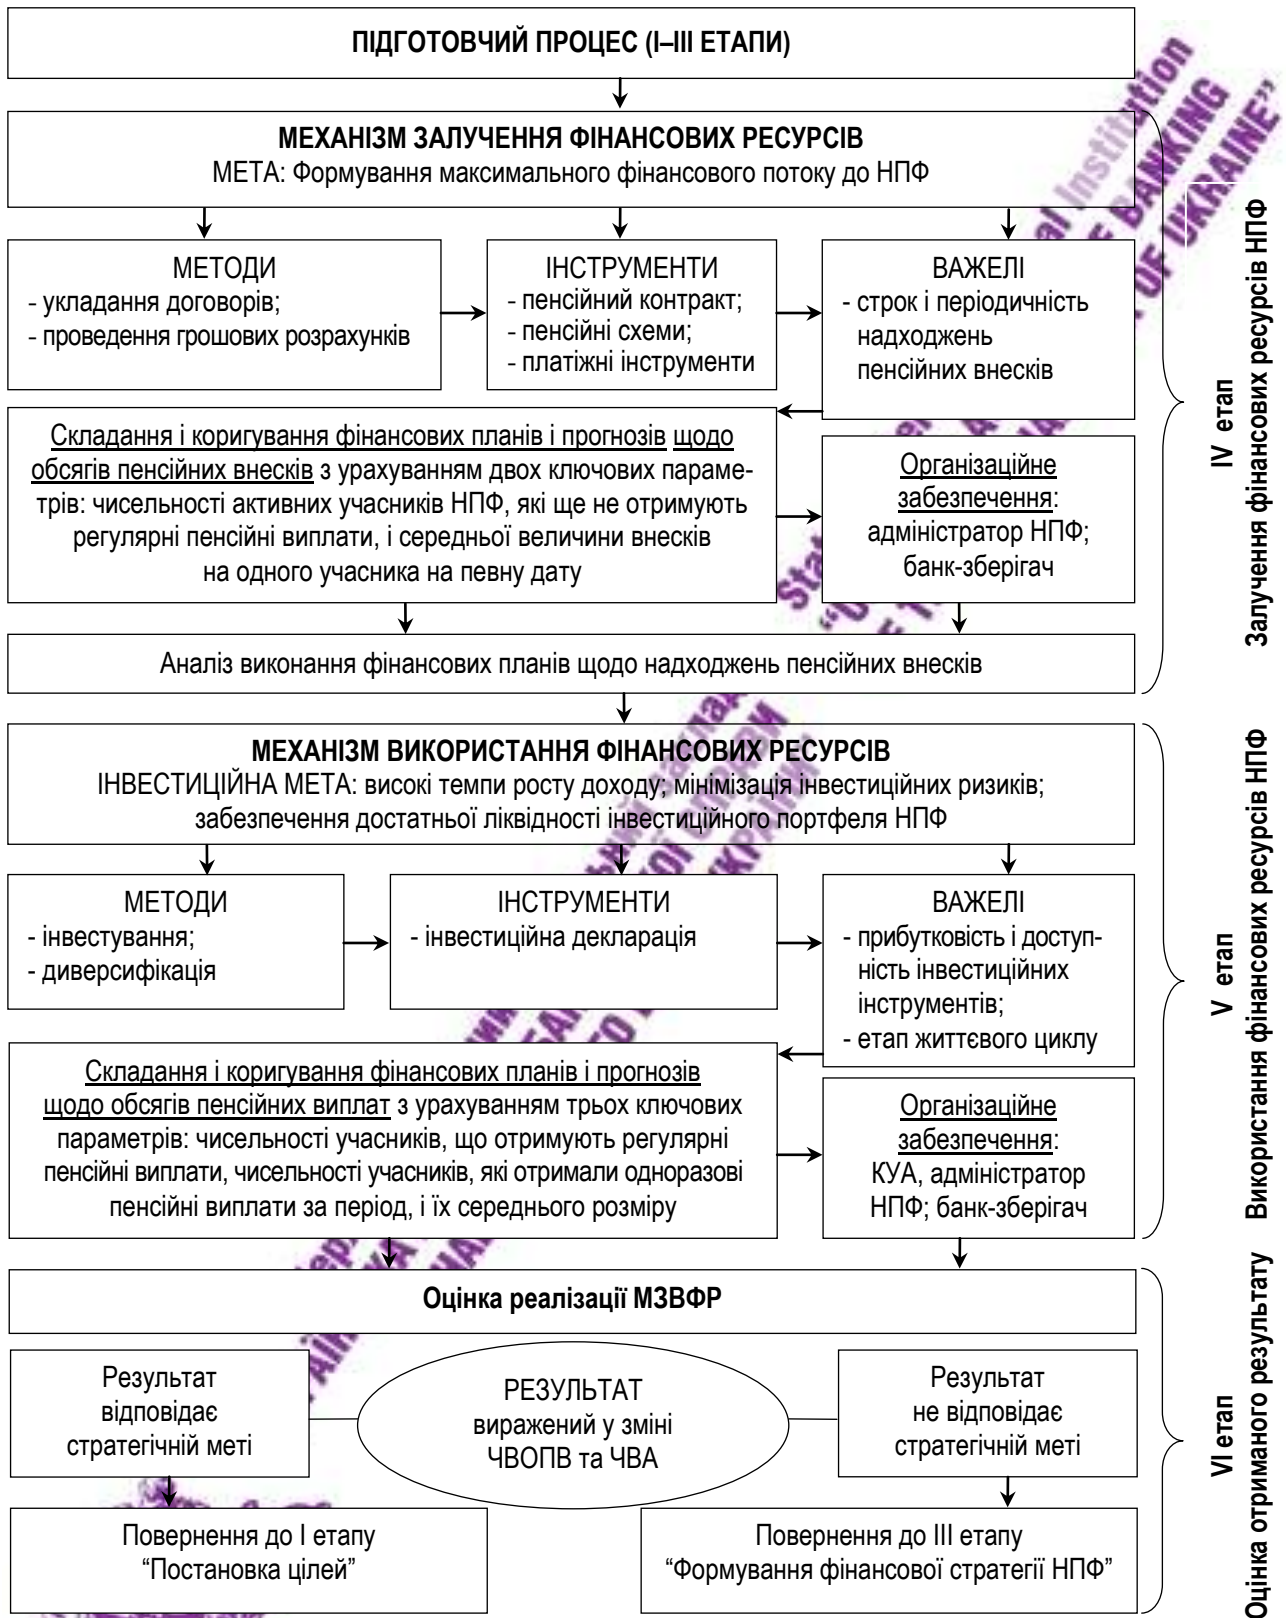 ПІДГОТОВЧИЙ ПРОЦЕС (І–ІІІ ЕТАПИ)
МЕХАНІЗМ ЗАЛУЧЕННЯ ФІНАНСОВИХ РЕСУРСІВ
МЕТА: Формування максимального фінансового потоку до НПФ
МЕТОДИ
- укладання договорів;
- проведення грошових розрахунків
ІНСТРУМЕНТИ
- пенсійний контракт;
- пенсійні схеми;
- платіжні інструменти
ВАЖЕЛІ
- строк і періодичність
надходжень
пенсійних внесків
Складання і коригування фінансових планів і прогнозів щодо
обсягів пенсійних внесків з урахуванням двох ключових параме-
трів: чисельності активних учасників НПФ, які ще не отримують
регулярні пенсійні виплати, і середньої величини внесків
на одного учасника на певну дату
Організаційне
забезпечення:
адміністратор НПФ;
банк-зберігач
Аналіз виконання фінансових планів щодо надходжень пенсійних внесків
IV етап
Залучення фінансових ресурсів НПФ
МЕХАНІЗМ ВИКОРИСТАННЯ ФІНАНСОВИХ РЕСУРСІВ
ІНВЕСТИЦІЙНА МЕТА: високі темпи росту доходу; мінімізація інвестиційних ризиків;
забезпечення достатньої ліквідності інвестиційного портфеля НПФ
МЕТОДИ
- інвестування;
- диверсифікація
ІНСТРУМЕНТИ
- інвестиційна декларація
ВАЖЕЛІ
- прибутковість і доступ-
ність інвестиційних
інструментів;
- етап життєвого циклу
Складання і коригування фінансових планів і прогнозів
щодо обсягів пенсійних виплат з урахуванням трьох ключових
параметрів: чисельності учасників, що отримують регулярні
пенсійні виплати, чисельності учасників, які отримали одноразові
пенсійні виплати за період, і їх середнього розміру
Організаційне
забезпечення:
КУА, адміністратор
НПФ; банк-зберігач
V етап
Використання фінансових ресурсів НПФ
Оцінка реалізації МЗВФР
Результат
відповідає
стратегічній меті
РЕЗУЛЬТАТ
виражений у зміні
ЧВОПВ та ЧВА
Результат
не відповідає
стратегічній меті
Повернення до І етапу
“Постановка цілей”
Повернення до ІІІ етапу
“Формування фінансової стратегії НПФ”
VI етап
Оцінка отриманого результату
Institution
OF BANKING
OF UKRAINE”